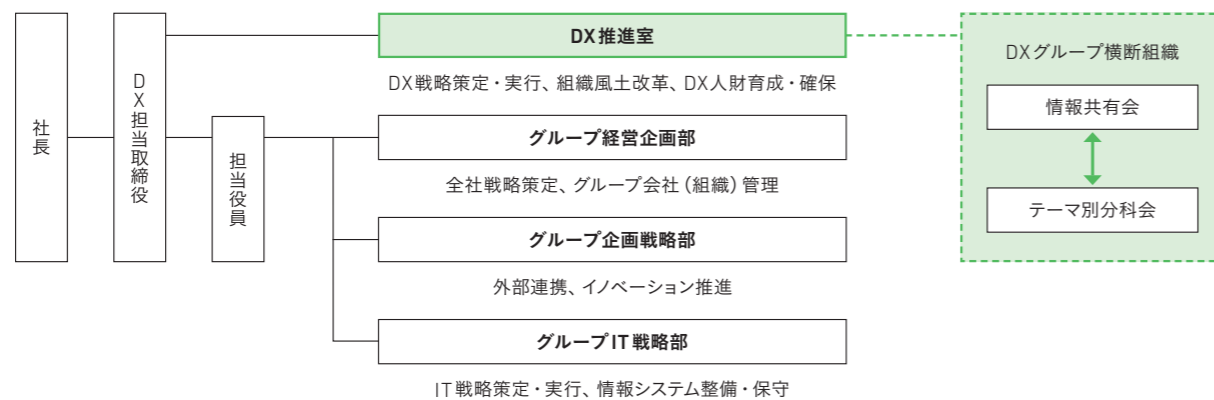 社長
DX担当取締役
担当役員
DX推進室
DX戦略策定・実行、組織風土改革、DX人財育成・確保
グループ経営企画部
全社戦略策定、グループ会社(組織)管理
グループ企画戦略部
外部連携、イノベーション推進
グループIT戦略部
IT戦略策定・実行、情報システム整備・保守
DXグループ横断組織
情報共有会
テーマ別分科会